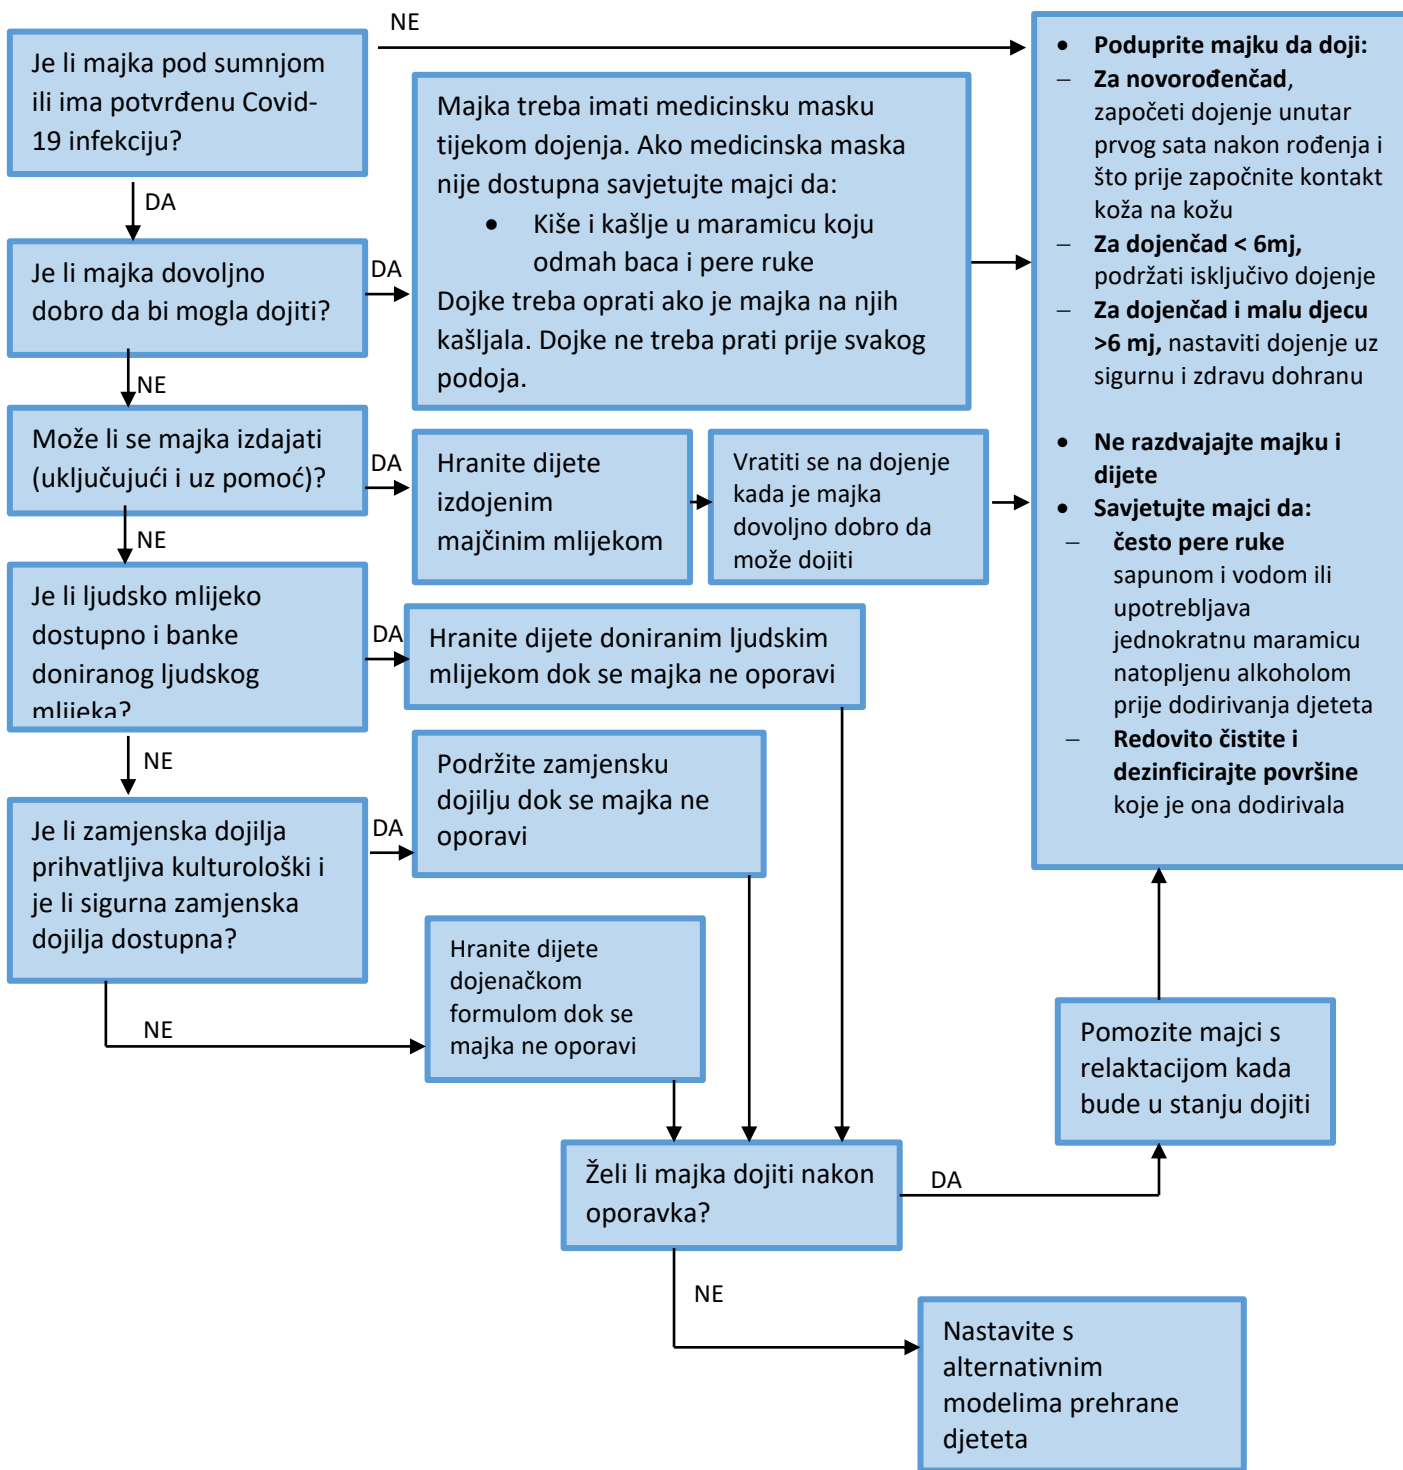 NE
Je li majka pod sumnjom
ili ima potvrđenu Covid-
19 infekciju?
DA
Majka treba imati medicinsku masku
tijekom dojenja. Ako medicinska maska
nije dostupna savjetujte majci da:
• Kiše i kašlje u maramicu koju
odmah baca i pere ruke
Dojke treba oprati ako je majka na njih
kašljala. Dojke ne treba prati prije svakog
podoja.
• Poduprite majku da doji:
– Za novorođenčad,
započeti dojenje unutar
prvog sata nakon rođenja i
što prije započnite kontakt
koža na kožu
– Za dojenčad < 6mj,
podržati isključivo dojenje
– Za dojenčad i malu djecu
>6 mj, nastaviti dojenje uz
sigurnu i zdravu dohranu
• Ne razdvajajte majku i
dijete
• Savjetujte majci da:
– često pere ruke
sapunom i vodom ili
upotrebljava
jednokratnu maramicu
natopljenu alkoholom
prije dodirivanja djeteta
– Redovito čistite i
dezinficirajte površine
koje je ona dodirivala
Je li majka dovoljno
dobro da bi mogla dojiti?
DA
NE
Može li se majka izdajati
(uključujući i uz pomoć)?
DA
Hranite dijete
izdojenim
majčinim mlijekom
Vratiti se na dojenje
kada je majka
dovoljno dobro da
može dojiti
NE
Je li ljudsko mlijeko
dostupno i banke
doniranog ljudskog
mlijeka?
DA
Hranite dijete doniranim ljudskim
mlijekom dok se majka ne oporavi
NE
Je li zamjenska dojilja
prihvatljiva kulturološki i
je li sigurna zamjenska
dojilja dostupna?
DA
Podržite zamjensku
dojilju dok se majka ne
oporavi
NE
Hranite dijete
dojenačkom
formulom dok se
majka ne oporavi
Pomozite majci s
relaktacijom kada
bude u stanju dojiti
Želi li majka dojiti nakon
oporavka?
DA
NE
Nastavite s
alternativnim
modelima prehrane
djeteta